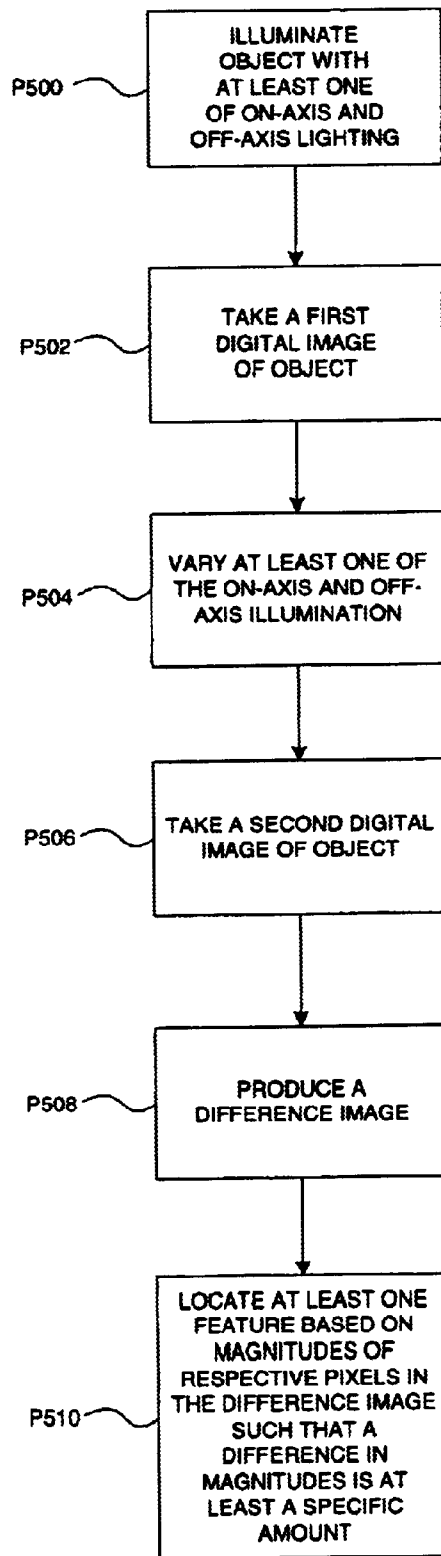 P500
ILLUMINATE
OBJECT WITH
AT LEAST ONE
OF ON-AXIS AND
OFF-AXIS LIGHTING
P502
TAKE A FIRST
DIGITAL IMAGE
OF OBJECT
P504
VARY AT LEAST ONE OF
THE ON-AXIS AND OFF-
AXIS ILLUMINATION
P506
TAKE A SECOND DIGITAL
IMAGE OF OBJECT
P508
PRODUCE A
DIFFERENCE IMAGE
P510
LOCATE AT LEAST ONE
FEATURE BASED ON
MAGNITUDES OF
RESPECTIVE PIXELS IN
THE DIFFERENCE IMAGE
SUCH THAT A
DIFFERENCE IN
MAGNITUDES IS AT
LEAST A SPECIFIC
AMOUNT